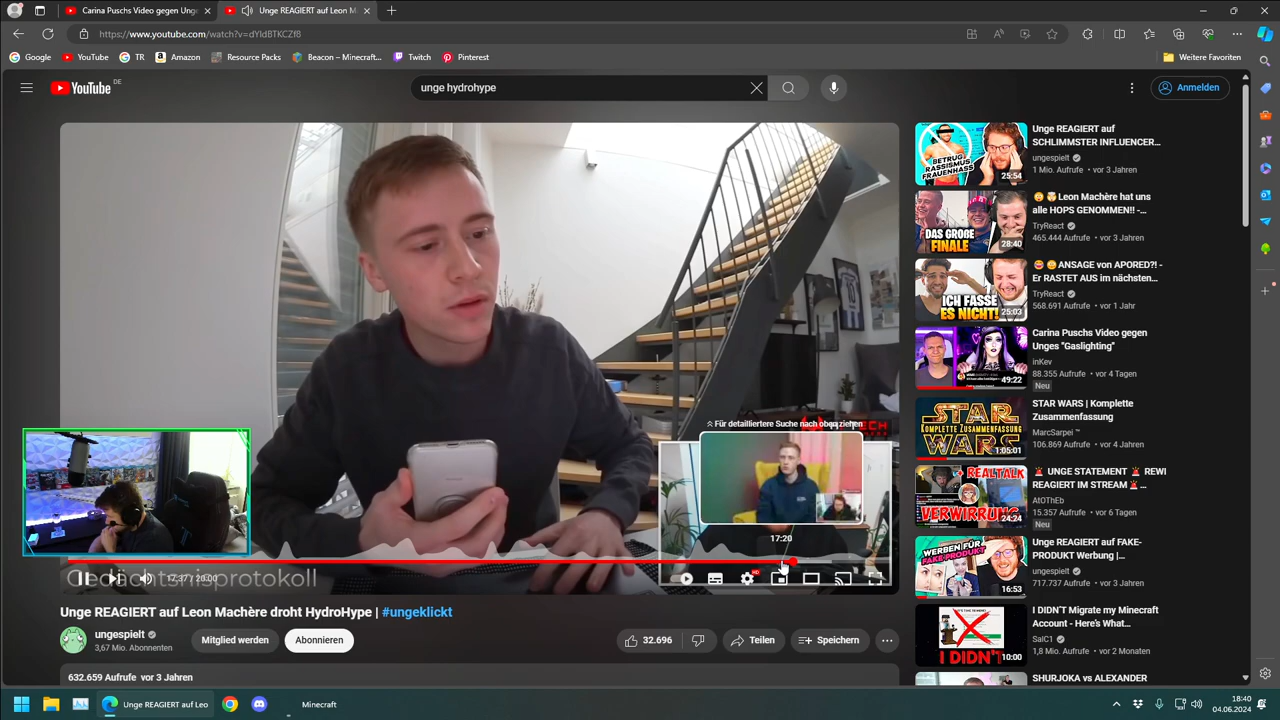 Carina Puschs Video gegen Unge
Unge REAGIERT auf Leon M
https://www.youtube.com/watch?v=dYldBTKCZf8
Google
YouTube
TR
Amazon
Resource Packs
Beacon – Minecraft...
Twitch
Pinterest
Weitere Favoriten
YouTube DE
unge hydrohype
Anmelden
BETRUG
RASSISMUS
FRAUENHASS
25:54
Unge REAGIERT auf
SCHLIMMSTER INFLUENCER...
ungespielt
1 Mio. Aufrufe • vor 3 Jahren
DAS GROßE
FINALE
28:40
Leon Machère hat uns
alle HOPS GENOMMEN!! -...
TryReact
465.444 Aufrufe • vor 3 Jahren
ICH FASSE
ES NICHT!
25:03
ANSAGE von APORED?! -
Er RASTET AUS im nächsten...
TryReact
568.691 Aufrufe • vor 1 Jahr
49:22
Carina Puschs Video gegen
Unges "Gaslighting"
inKev
88.355 Aufrufe • vor 4 Tagen
Neu
STAR
KOMPLETTE ZUSAMMENFASSUNG
WARS
1:05:01
STAR WARS | Komplette
Zusammenfassung
MarcSarpei ™
106.869 Aufrufe • vor 4 Tagen
REALTALK
VERWIRRUNG
24:24
UNGE STATEMENT REWI
REAGIERT IM STREAM
AtOThEb
15.357 Aufrufe • vor 6 Tagen
Neu
WERBEN FÜR
FAKE-PRODUKT
16:53
Unge REAGIERT auf FAKE-
PRODUKT Werbung |...
ungespielt
717.737 Aufrufe • vor 3 Jahren
I DIDN'T
10:00
I DIDN'T Migrate my Minecraft
Account - Here's What...
SalC1
1,8 Mio. Aufrufe • vor 2 Monaten
SHURJOKA vs ALEXANDER
Für detailliertere Suche nach oben ziehen
17:20
17:37 / 20:00
Gedächtnisprotokoll
HD
Unge REAGIERT auf Leon Machère droht HydroHype | #ungeklickt
ungespielt
3,67 Mio. Abonnenten
Mitglied werden
Abonnieren
32.696
Teilen
Speichern
632.659 Aufrufe vor 3 Jahren
Unge REAGIERT auf Leo
Minecraft
18:40
04.06.2024